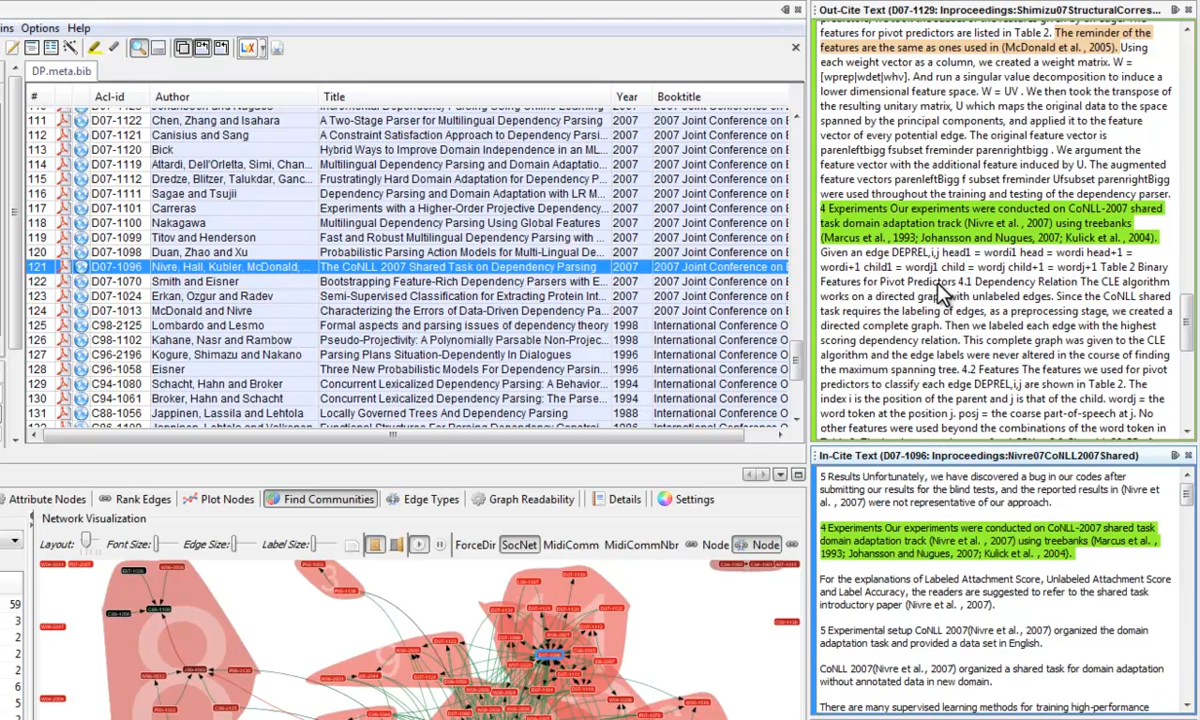 ins Options Help
DP.meta.bib
# Acl-id Author Title Year Booktitle
111 D07-1122 Chen, Zhang and Isahara A Two-Stage Parser for Multilingual Dependency Parsing 2007 2007 Joint Conference on E
112 D07-1121 Canisius and Sang A Constraint Satisfaction Approach to Dependency Parsi... 2007 2007 Joint Conference on E
113 D07-1120 Bick Hybrid Ways to Improve Domain Independence in an ML... 2007 2007 Joint Conference on E
114 D07-1119 Attardi, Dell'Orletta, Simi, Chan... Multilingual Dependency Parsing and Domain Adaptatio... 2007 2007 Joint Conference on E
115 D07-1112 Dredze, Blitzer, Talukdar, Ganc... Frustratingly Hard Domain Adaptation for Dependency ... 2007 2007 Joint Conference on E
116 D07-1111 Sagae and Tsujii Dependency Parsing and Domain Adaptation with LR M... 2007 2007 Joint Conference on E
117 D07-1101 Carreras Experiments with a Higher-Order Projective Dependency... 2007 2007 Joint Conference on E
118 D07-1100 Nakagawa Multilingual Dependency Parsing Using Global Features 2007 2007 Joint Conference on E
119 D07-1099 Titov and Henderson Fast and Robust Multilingual Dependency Parsing with ... 2007 2007 Joint Conference on E
120 D07-1098 Duan, Zhao and Xu Probabilistic Parsing Action Models for Multi-Lingual De... 2007 2007 Joint Conference on E
121 D07-1096 Nivre, Hall, Kubler, McDonald, ... The CoNLL 2007 Shared Task on Dependency Parsing 2007 2007 Joint Conference on E
122 D07-1070 Smith and Eisner Bootstrapping Feature-Rich Dependency Parsers with E... 2007 2007 Joint Conference on E
123 D07-1024 Erkan, Ozgur and Radev Semi-Supervised Classification for Extracting Protein Int... 2007 2007 Joint Conference on E
124 D07-1013 McDonald and Nivre Characterizing the Errors of Data-Driven Dependency Pa... 2007 2007 Joint Conference on E
125 C98-2125 Lombardo and Lesmo Formal aspects and parsing issues of dependency theory 1998 International Conference O
126 C98-1102 Kahane, Nasr and Rambow Pseudo-Projectivity: A Polynomially Parsable Non-Projec... 1998 International Conference O
127 C96-2196 Kogure, Shimazu and Nakano Parsing Plans Situation-Dependently In Dialogues 1996 International Conference O
128 C96-1058 Eisner Three New Probabilistic Models For Dependency Parsin... 1996 International Conference O
129 C94-1080 Schacht, Hahn and Broker Concurrent Lexicalized Dependency Parsing: A Behavior... 1994 International Conference O
130 C94-1061 Broker, Hahn and Schacht Concurrent Lexicalized Dependency Parsing: The Parse... 1994 International Conference O
131 C88-1056 Jappinen, Lassila and Lehtola Locally Governed Trees And Dependency Parsing 1988 International Conference O
Attribute Nodes Rank Edges Plot Nodes Find Communities Edge Types Graph Readability Details Settings
Network Visualization
Layout: Font Size: Edge Size: Label Size: ForceDir SocNet MidiComm MidiCommNbr Node Node
59
3
2
2
2
6
5
Out-Cite Text (D07-1129: Inproceedings:Shimizu07StructuralCorres...
features for pivot predictors are listed in Table 2. The reminder of the
features are the same as ones used in (McDonald et al. , 2005). Using
each weight vector as a column, we created a weight matrix. W =
[wprep|wdet|whv]. And run a singular value decomposition to induce a
lower dimensional feature space. W = UV . We then took the transpose of
the resulting unitary matrix, U which maps the original data to the space
spanned by the principal components, and applied it to the feature
vector of every potential edge. The original feature vector is
parenleftbigg fsubset freminder parenrightbigg . We argument the
feature vector with the additional feature induced by U. The augmented
feature vectors parenleftBigg f subset freminder Ufsubset parenrightBigg
were used throughout the training and testing of the dependency parser.
4 Experiments Our experiments were conducted on CoNLL-2007 shared
task domain adaptation track (Nivre et al. , 2007) using treebanks
(Marcus et al. , 1993; Johansson and Nugues, 2007; Kulick et al. , 2004).
Given an edge DEPREL,i,j head1 = wordi1 head = wordi head+1 =
wordi+1 child1 = wordj1 child = wordj child+1 = wordj+1 Table 2 Binary
Features for Pivot Predictors 4.1 Dependency Relation The CLE algorithm
works on a directed graph with unlabeled edges. Since the CoNLL shared
task requires the labeling of edges, as a preprocessing stage, we created a
directed complete graph. Then we labeled each edge with the highest
scoring dependency relation. This complete graph was given to the CLE
algorithm and the edge labels were never altered in the course of finding
the maximum spanning tree. 4.2 Features The features we used for pivot
predictors to classify each edge DEPREL,i,j are shown in Table 2. The
index i is the position of the parent and j is that of the child. wordj = the
word token at the position j. posj = the coarse part-of-speech at j. No
other features were used beyond the combinations of the word token in
In-Cite Text (D07-1096: Inproceedings:Nivre07CoNLL2007Shared)
5 Results Unfortunately, we have discovered a bug in our codes after
submitting our results for the blind tests, and the reported results in (Nivre et
al. , 2007) were not representative of our approach.
4 Experiments Our experiments were conducted on CoNLL-2007 shared task
domain adaptation track (Nivre et al. , 2007) using treebanks (Marcus et al. ,
1993; Johansson and Nugues, 2007; Kulick et al. , 2004).
For the explanations of Labeled Attachment Score, Unlabeled Attachment
Score and Label Accuracy, the readers are suggested to refer to the shared task
introductory paper (Nivre et al. , 2007).
5 Experimental setup CoNLL 2007(Nivre et al. , 2007) organized the domain
adaptation task and provided a data set in English.
CoNLL 2007(Nivre et al. , 2007) organized a shared task for domain adaptation
without annotated data in new domain.
There are many supervised learning methods for training high-performance